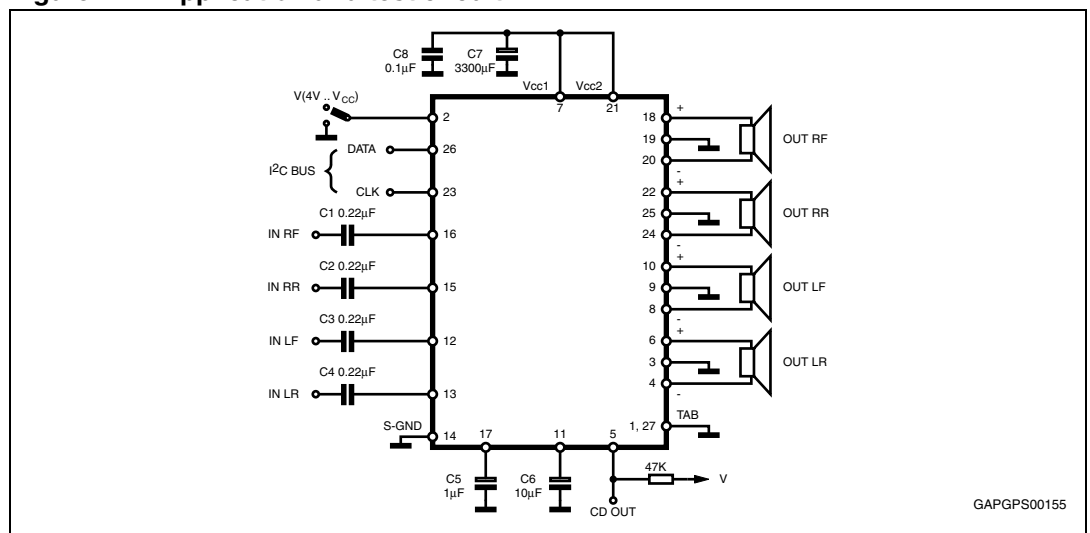 C8
0.1µF
C7
3300µF
Vcc1
Vcc2
7
21
V(4V .. VCC)
2
DATA
26
I2C BUS
CLK
23
C1 0.22µF
IN RF
16
C2 0.22µF
IN RR
15
C3 0.22µF
IN LF
12
C4 0.22µF
IN LR
13
S-GND
14
17
11
5
C5
1µF
C6
10µF
47K
V
CD OUT
18
+
19
20
-
OUT RF
22
+
25
24
-
OUT RR
10
+
9
8
-
OUT LF
6
+
3
4
-
OUT LR
1, 27
TAB
GAPGPS00155